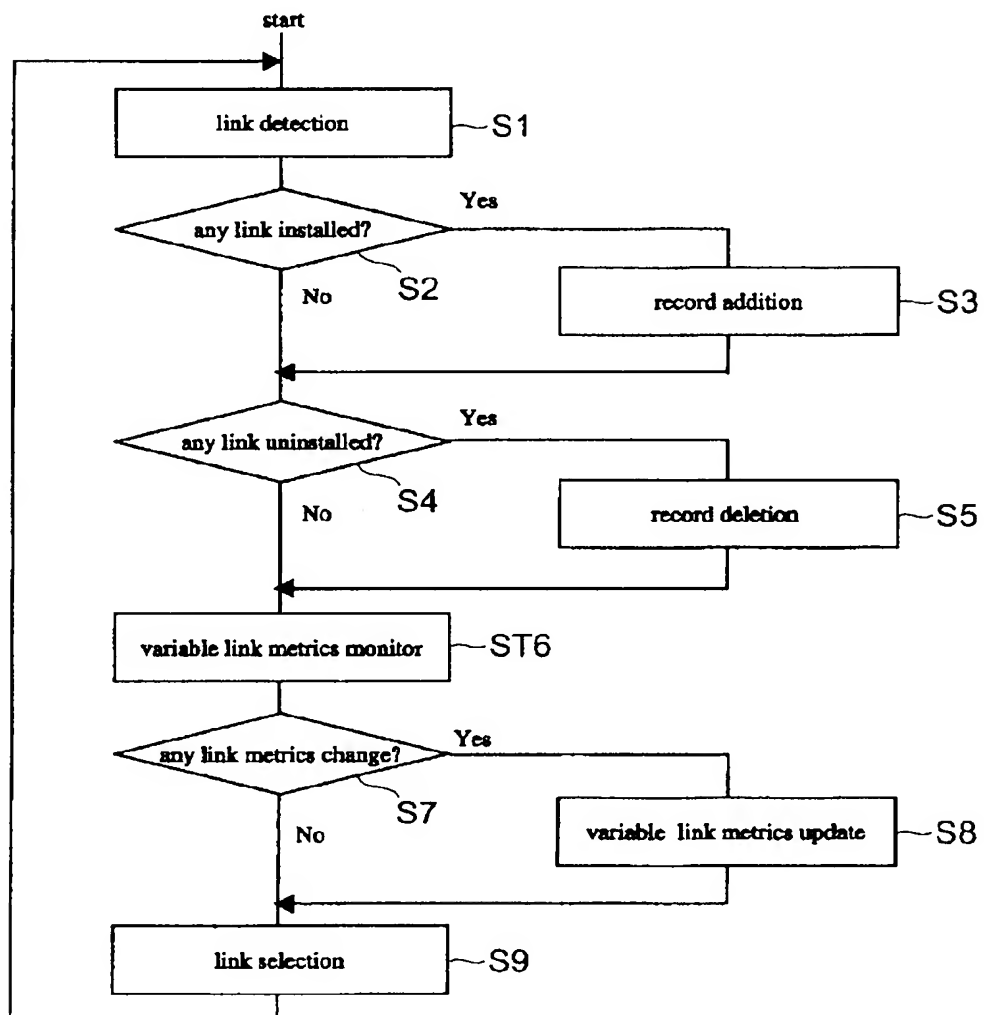 start
link detection
S1
any link installed?
Yes
S2
No
record addition
S3
any link uninstalled?
Yes
S4
No
record deletion
S5
variable link metrics monitor
ST6
any link metrics change?
Yes
S7
No
variable link metrics update
S8
link selection
S9